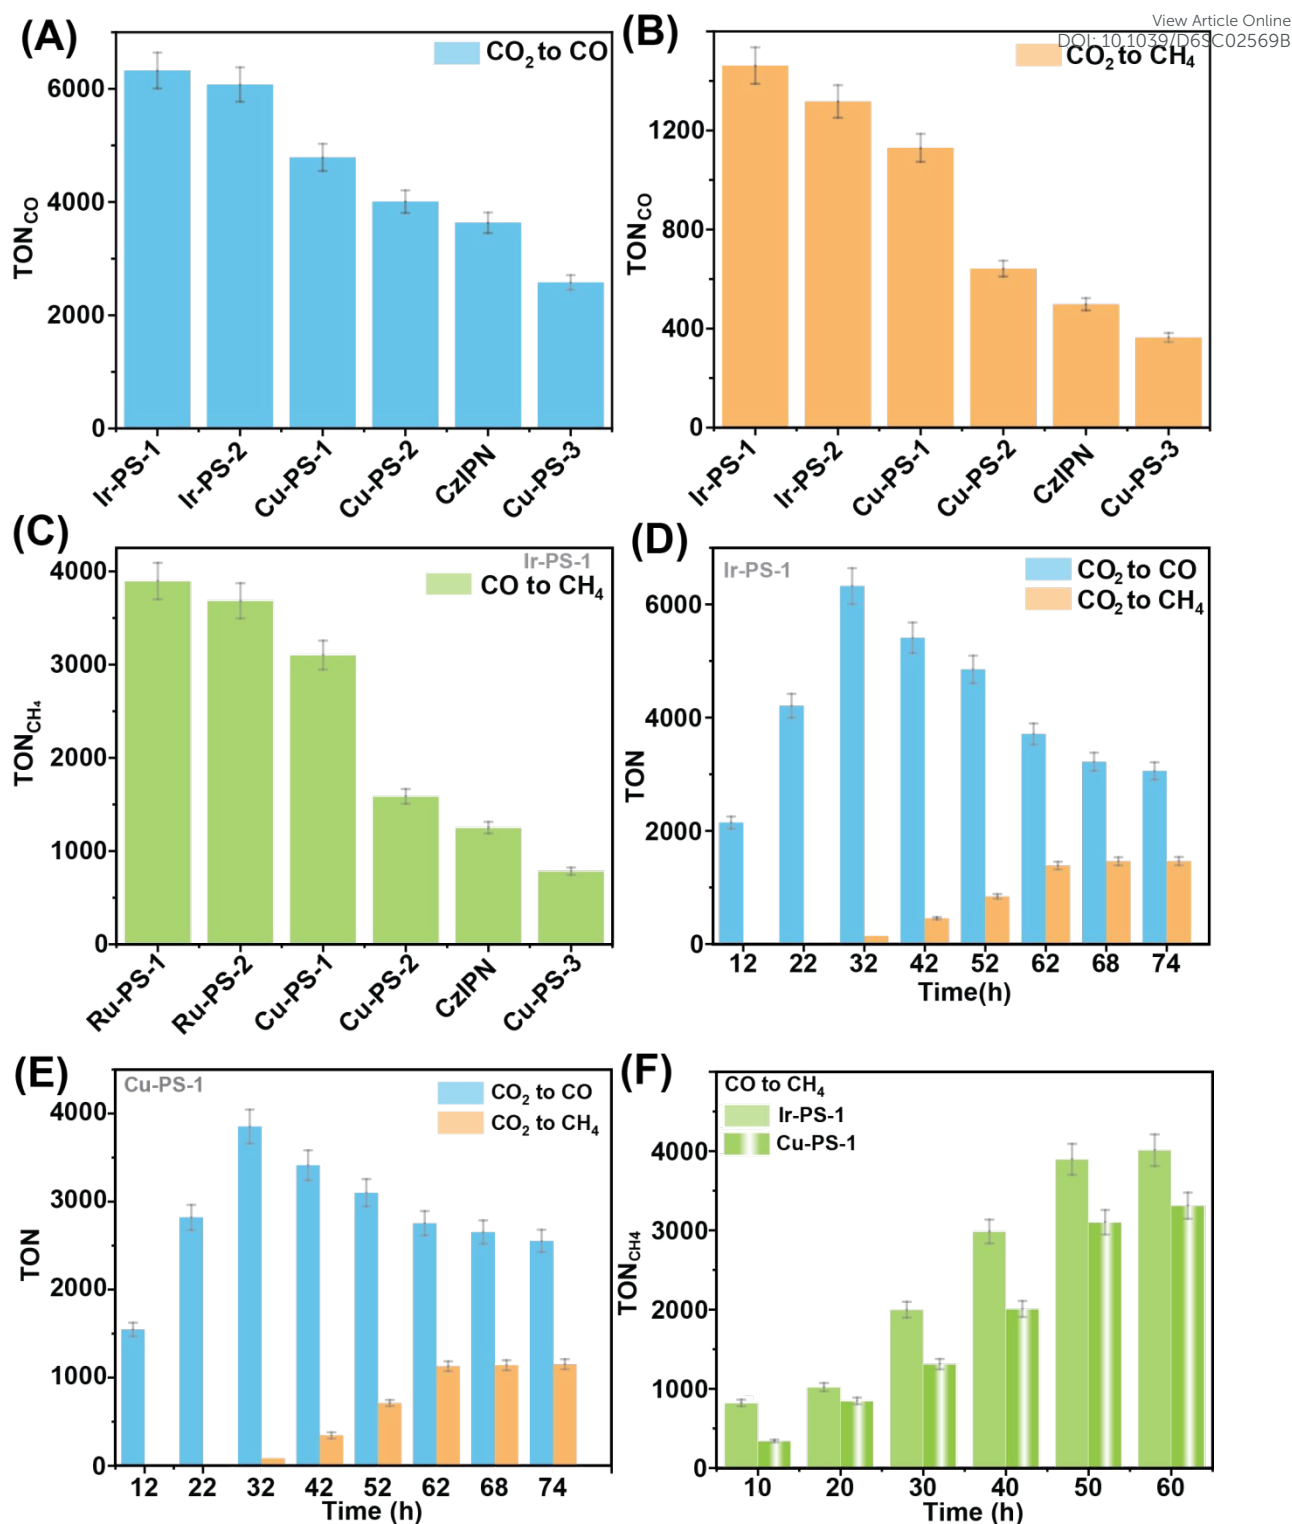 View Article Online
DOI: 10.1039/D6SC02569B
(A)
CO2 to CO
TONCO
6000
4000
2000
0
Ir-PS-1
Ir-PS-2
Cu-PS-1
Cu-PS-2
CzIPN
Cu-PS-3
(B)
CO2 to CH4
TONCO
1200
800
400
0
Ir-PS-1
Ir-PS-2
Cu-PS-1
Cu-PS-2
CzIPN
Cu-PS-3
(C)
Ir-PS-1
CO to CH4
TONCH4
4000
3000
2000
1000
0
Ru-PS-1
Ru-PS-2
Cu-PS-1
Cu-PS-2
CzIPN
Cu-PS-3
(D)
Ir-PS-1
CO2 to CO
CO2 to CH4
TON
6000
4000
2000
0
12 22 32 42 52 62 68 74
Time(h)
(E)
Cu-PS-1
CO2 to CO
CO2 to CH4
TON
4000
3000
2000
1000
0
12 22 32 42 52 62 68 74
Time (h)
(F)
CO to CH4
Ir-PS-1
Cu-PS-1
TONCH4
4000
3000
2000
1000
0
10 20 30 40 50 60
Time (h)